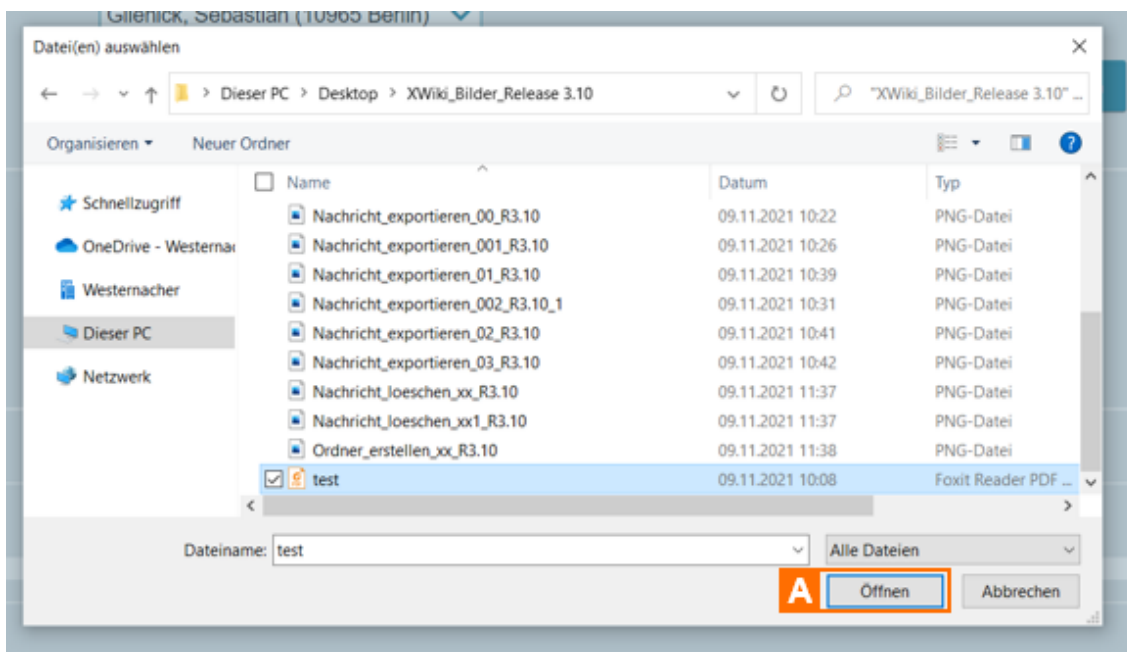 Gllenick, Sebastian (10965 Berlin)
Datei(en) auswählen
Dieser PC > Desktop > XWiki_Bilder_Release 3.10
"XWiki_Bilder_Release 3.10" ...
Organisieren Neuer Ordner
Name Datum Typ
Schnellzugriff
OneDrive - Westernac
Westernacher
Dieser PC
Netzwerk
Nachricht_exportieren_00_R3.10 09.11.2021 10:22 PNG-Datei
Nachricht_exportieren_001_R3.10 09.11.2021 10:26 PNG-Datei
Nachricht_exportieren_01_R3.10 09.11.2021 10:39 PNG-Datei
Nachricht_exportieren_002_R3.10_1 09.11.2021 10:31 PNG-Datei
Nachricht_exportieren_02_R3.10 09.11.2021 10:41 PNG-Datei
Nachricht_exportieren_03_R3.10 09.11.2021 10:42 PNG-Datei
Nachricht_loeschen_xx_R3.10 09.11.2021 11:37 PNG-Datei
Nachricht_loeschen_xx1_R3.10 09.11.2021 11:37 PNG-Datei
Ordner_erstellen_xx_R3.10 09.11.2021 11:38 PNG-Datei
test 09.11.2021 10:08 Foxit Reader PDF ...
Dateiname: test Alle Dateien
A Öffnen Abbrechen